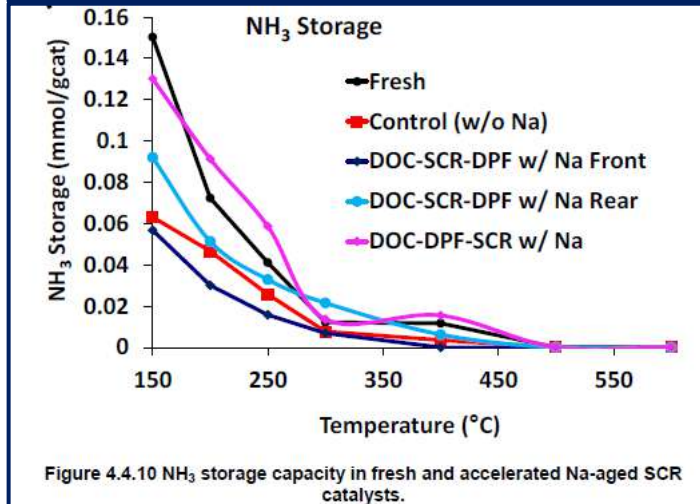 NH₃ Storage
0.16
0.14
0.12
0.1
0.08
0.06
0.04
0.02
0
NH₃ Storage (mmol/gcat)
Fresh
Control (w/o Na)
DOC-SCR-DPF w/ Na Front
DOC-SCR-DPF w/ Na Rear
DOC-DPF-SCR w/ Na
150 250 350 450 550
Temperature (°C)
Figure 4.4.10 NH₃ storage capacity in fresh and accelerated Na-aged SCR
catalysts.